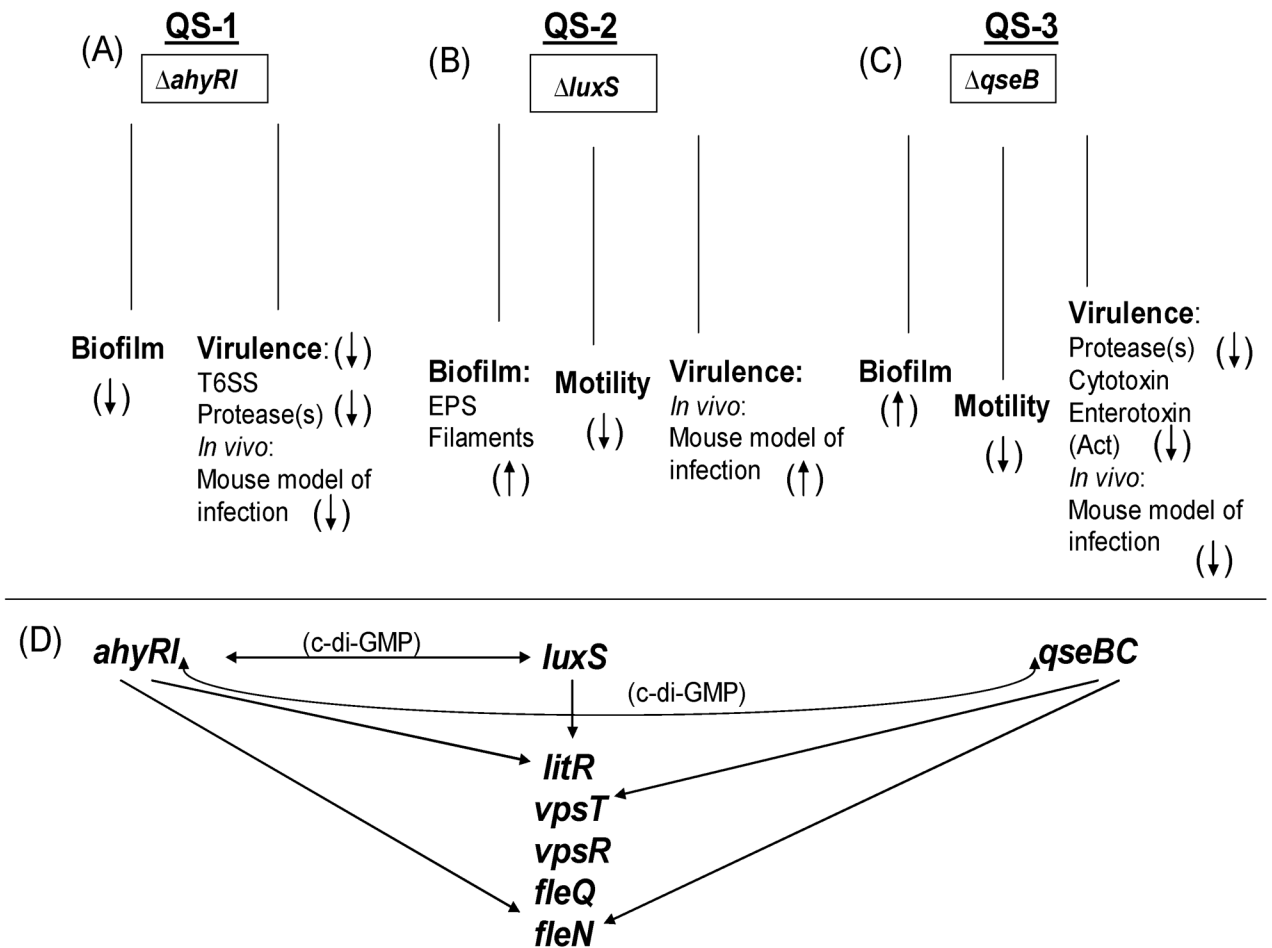 (A)
QS-1
ΔahyRI
Biofilm
(↓)
Virulence: (↓)
T6SS
Protease(s) (↓)
In vivo:
Mouse model of
infection (↓)
(B)
QS-2
ΔluxS
Biofilm:
EPS
Filaments
(↑)
Motility
(↓)
Virulence:
In vivo:
Mouse model of
infection (↑)
(C)
QS-3
ΔqseB
Biofilm
(↑)
Motility
(↓)
Virulence:
Protease(s) (↓)
Cytotoxin
Enterotoxin
(Act) (↓)
In vivo:
Mouse model of
infection (↓)
(D)
ahyRI
(c-di-GMP)
luxS
(c-di-GMP)
qseBC
litR
vpsT
vpsR
fleQ
fleN